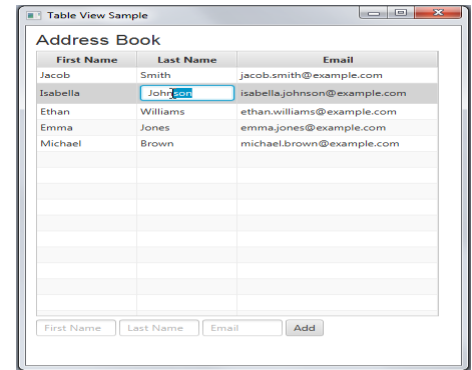 Table View Sample
Address Book
First Name Last Name Email
Jacob Smith jacob.smith@example.com
Isabella Johnson isabella.johnson@example.com
Ethan Williams ethan.williams@example.com
Emma Jones emma.jones@example.com
Michael Brown michael.brown@example.com
First Name Last Name Email Add